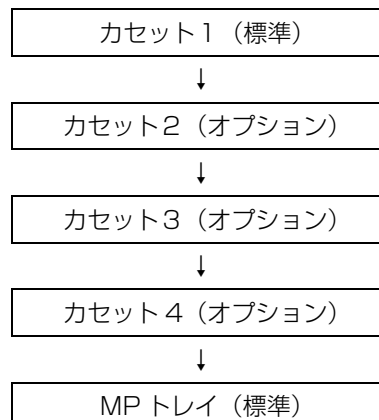 カセット1（標準）
↓
カセット2（オプション）
↓
カセット3（オプション）
↓
カセット4（オプション）
↓
MP トレイ（標準）